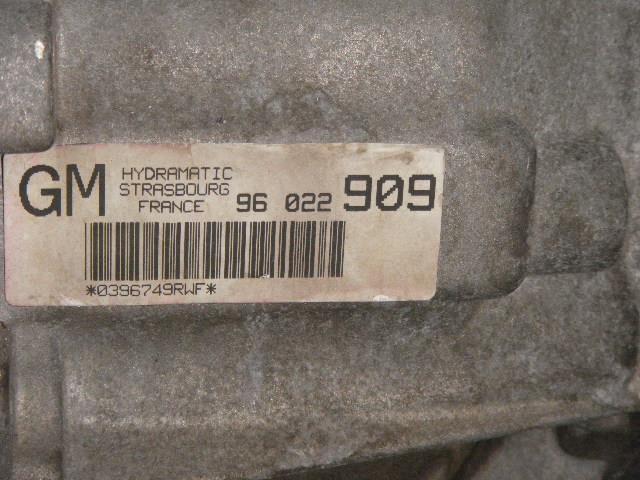 GM
HYDRAMATIC
STRASBOURG
FRANCE 96 022 909
*0396749RWF*